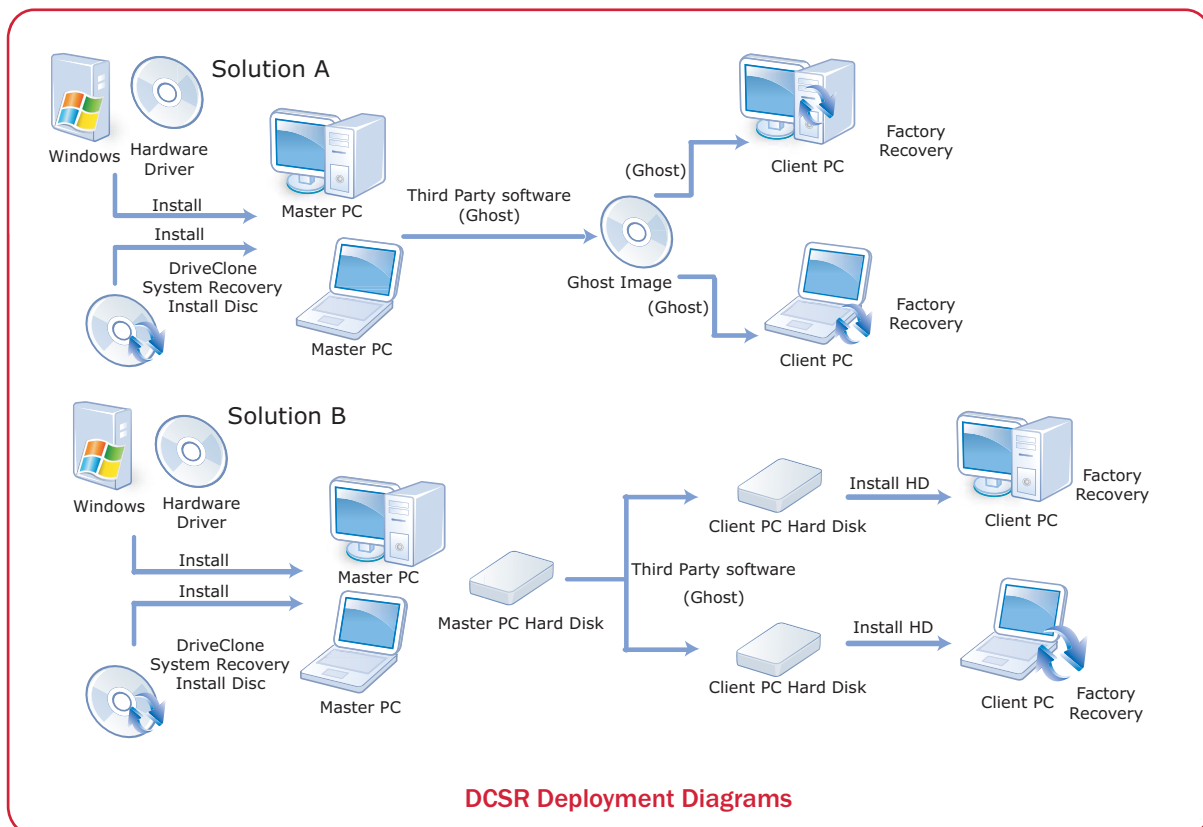 Solution A
Windows
Hardware
Driver
Install
Install
DriveClone
System Recovery
Install Disc
Master PC
Master PC
Third Party software
(Ghost)
Ghost Image
(Ghost)
(Ghost)
Client PC
Factory
Recovery
Client PC
Factory
Recovery
Solution B
Windows
Hardware
Driver
Install
Install
DriveClone
System Recovery
Install Disc
Master PC
Master PC
Master PC Hard Disk
Third Party software
(Ghost)
Client PC Hard Disk
Install HD
Client PC
Factory
Recovery
Client PC Hard Disk
Install HD
Client PC
Factory
Recovery
DCSR Deployment Diagrams